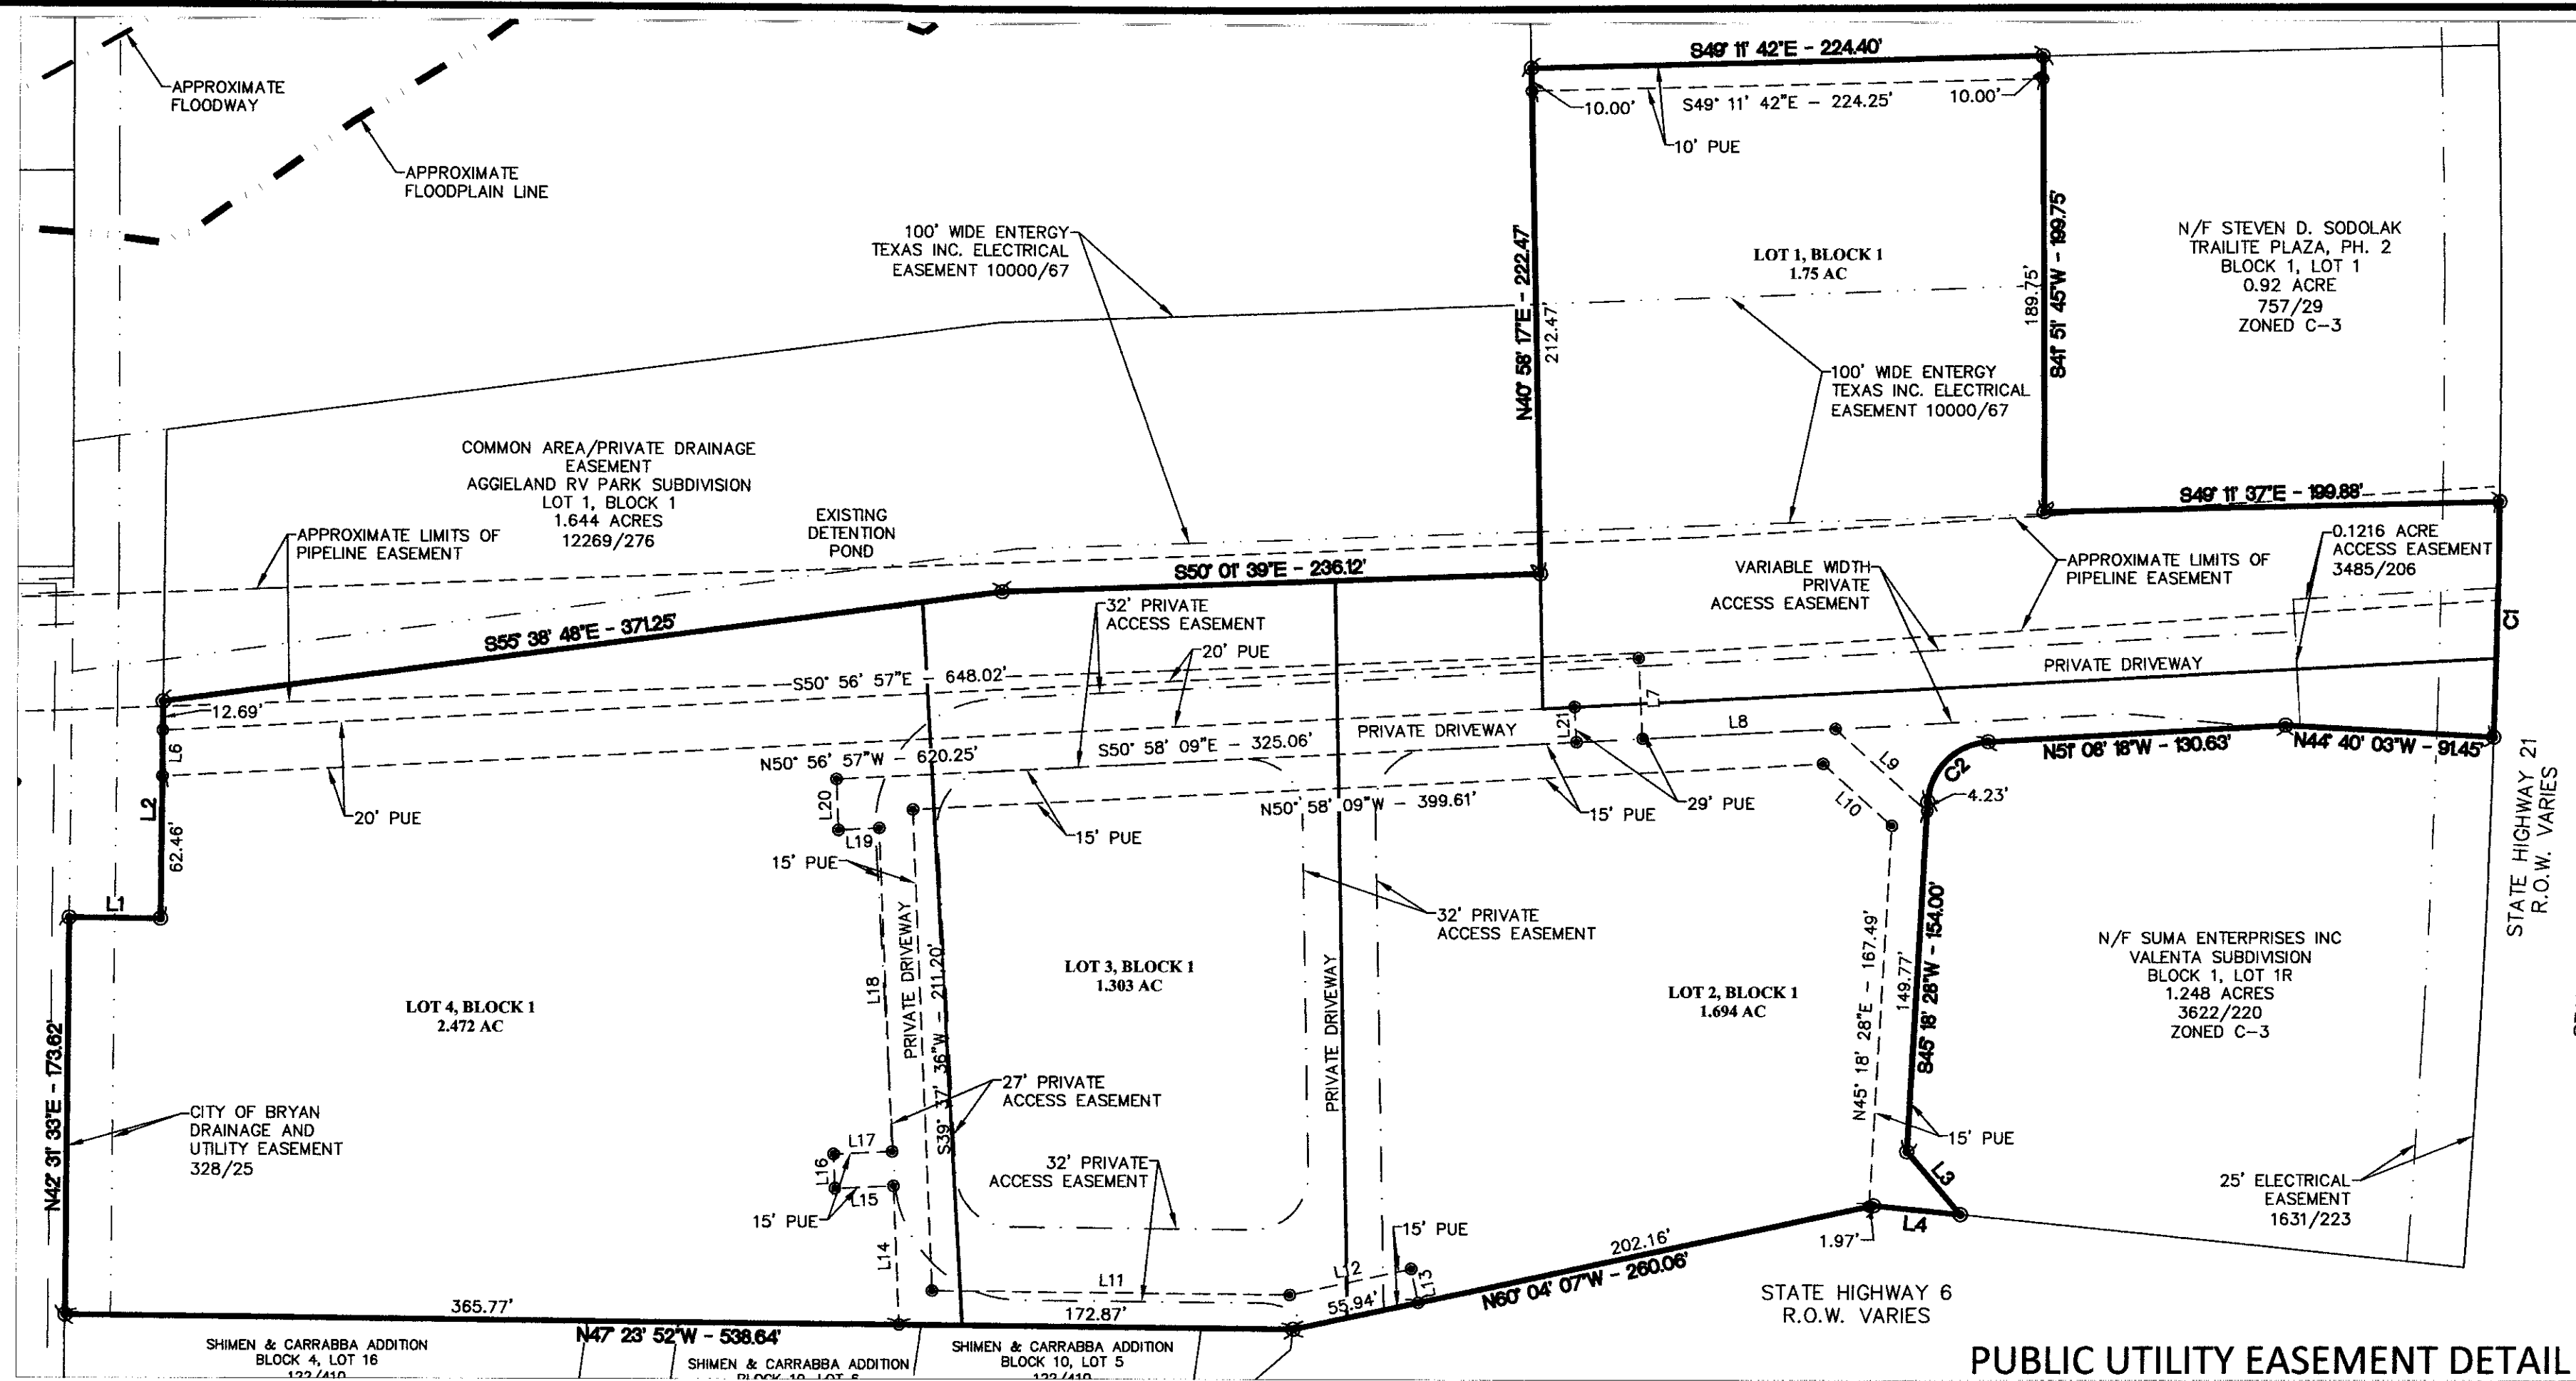 S49° 11' 42"E - 224.40'
10.00'
S49° 11' 42"E - 224.25'
10.00'
10' PUE
APPROXIMATE
FLOODWAY
APPROXIMATE
FLOODPLAIN LINE
100' WIDE ENTERGY
TEXAS INC. ELECTRICAL
EASEMENT 10000/67
N40° 58' 17"E - 222.47'
212.47'
LOT 1, BLOCK 1
1.75 AC
189.75'
S41° 51' 45"W - 199.75'
N/F STEVEN D. SODOLAK
TRAILITE PLAZA, PH. 2
BLOCK 1, LOT 1
0.92 ACRE
757/29
ZONED C-3
100' WIDE ENTERGY
TEXAS INC. ELECTRICAL
EASEMENT 10000/67
COMMON AREA/PRIVATE DRAINAGE
EASEMENT
AGGIELAND RV PARK SUBDIVISION
LOT 1, BLOCK 1
1.644 ACRES
12269/276
EXISTING
DETENTION
POND
APPROXIMATE LIMITS OF
PIPELINE EASEMENT
S49° 11' 37"E - 199.88'
0.1216 ACRE
ACCESS EASEMENT
3485/206
APPROXIMATE LIMITS OF
PIPELINE EASEMENT
VARIABLE WIDTH
PRIVATE
ACCESS EASEMENT
C1
S50° 01' 39"E - 236.12'
S55° 38' 48"E - 371.25'
32' PRIVATE
ACCESS EASEMENT
20' PUE
S50° 56' 57"E - 648.02'
PRIVATE DRIVEWAY
12.69'
L6
L2
62.46'
20' PUE
N50° 56' 57"W - 620.25'
S50° 58' 09"E - 325.06'
PRIVATE DRIVEWAY
L21
L7
L8
L9
L10
C2
4.23'
N51° 08' 18"W - 130.63'
N44° 40' 03"W - 91.45'
STATE HIGHWAY 21
R.O.W. VARIES
L20
L19
15' PUE
15' PUE
N50° 58' 09"W - 399.61'
15' PUE
29' PUE
L1
L18
PRIVATE DRIVEWAY
S39° 37' 36"W - 211.20'
32' PRIVATE
ACCESS EASEMENT
LOT 4, BLOCK 1
2.472 AC
LOT 3, BLOCK 1
1.303 AC
PRIVATE DRIVEWAY
LOT 2, BLOCK 1
1.694 AC
N45° 18' 28"E - 167.49'
149.77'
S45° 18' 28"W - 154.00'
N/F SUMA ENTERPRISES INC
VALENTA SUBDIVISION
BLOCK 1, LOT 1R
1.248 ACRES
3622/220
ZONED C-3
N42° 31' 33"E - 173.62'
CITY OF BRYAN
DRAINAGE AND
UTILITY EASEMENT
328/25
27' PRIVATE
ACCESS EASEMENT
L17
L16
L15
15' PUE
L14
32' PRIVATE
ACCESS EASEMENT
15' PUE
L3
L4
1.97'
25' ELECTRICAL
EASEMENT
1631/223
15' PUE
L11
L12
L13
55.94'
202.16'
N60° 04' 07"W - 260.06'
365.77'
172.87'
N47° 23' 52"W - 538.64'
STATE HIGHWAY 6
R.O.W. VARIES
SHIMEN & CARRABBA ADDITION
BLOCK 4, LOT 16
122/410
SHIMEN & CARRABBA ADDITION
BLOCK 10, LOT 6
SHIMEN & CARRABBA ADDITION
BLOCK 10, LOT 5
122/410
PUBLIC UTILITY EASEMENT DETAIL